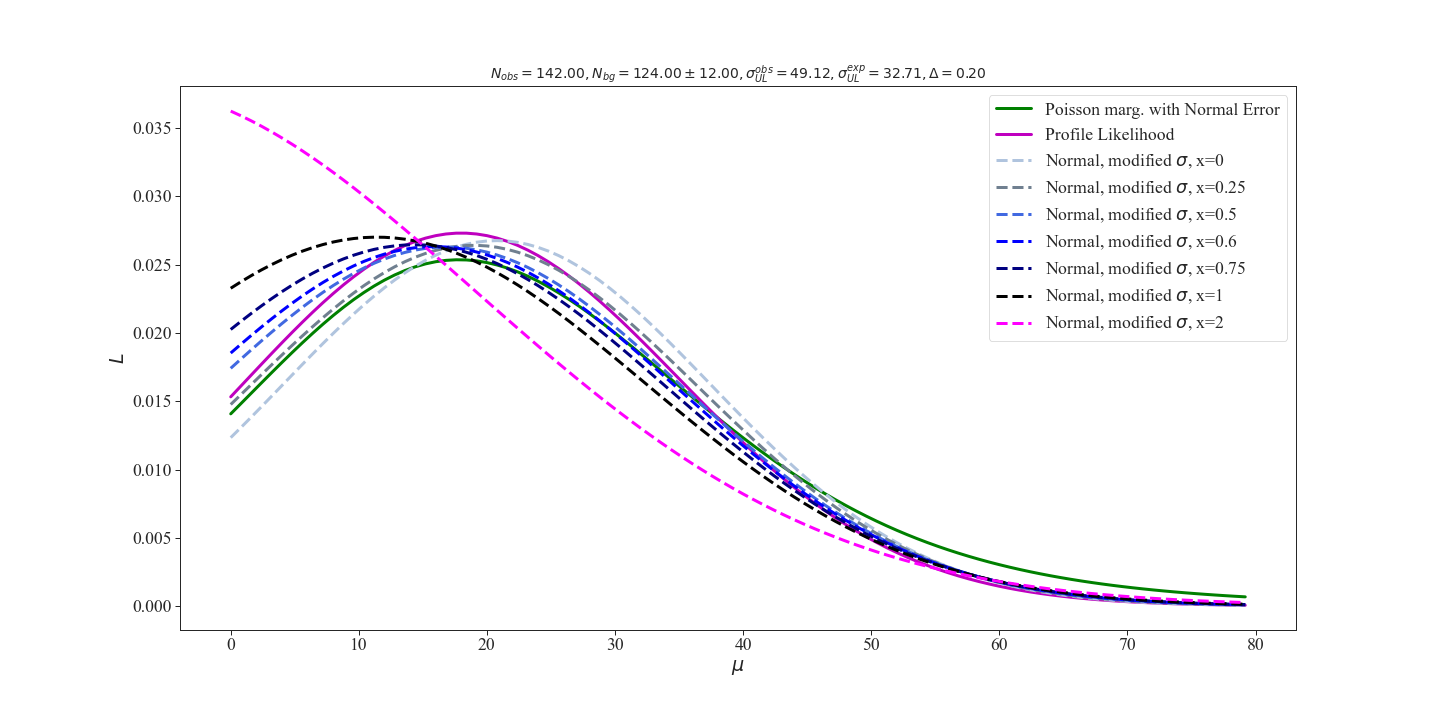 N_obs = 142.00, N_bg = 124.00 ± 12.00, σ_UL^obs = 49.12, σ_UL^exp = 32.71, Δ = 0.20
Poisson marg. with Normal Error
Profile Likelihood
Normal, modified σ, x=0
Normal, modified σ, x=0.25
Normal, modified σ, x=0.5
Normal, modified σ, x=0.6
Normal, modified σ, x=0.75
Normal, modified σ, x=1
Normal, modified σ, x=2
L
0.035
0.030
0.025
0.020
0.015
0.010
0.005
0.000
0 10 20 30 40 50 60 70 80
μ